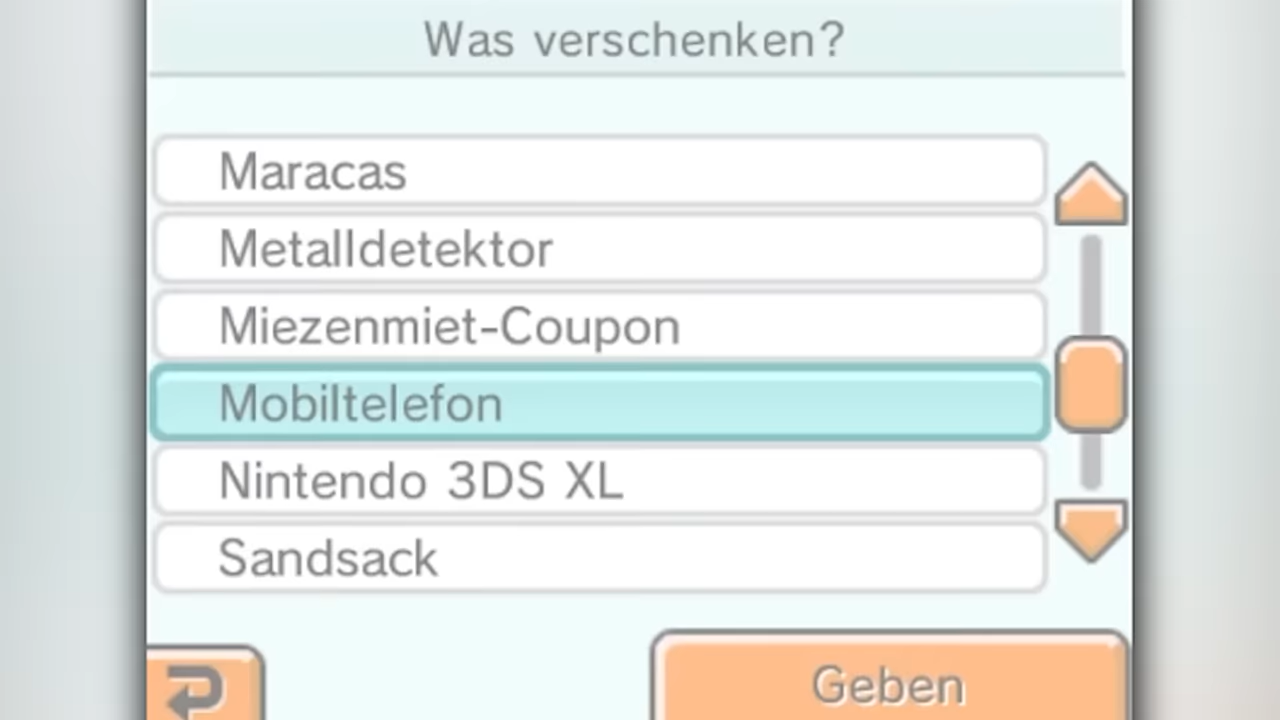 Was verschenken?
Maracas
Metalldetektor
Miezenmiet-Coupon
Mobiltelefon
Nintendo 3DS XL
Sandsack
Geben